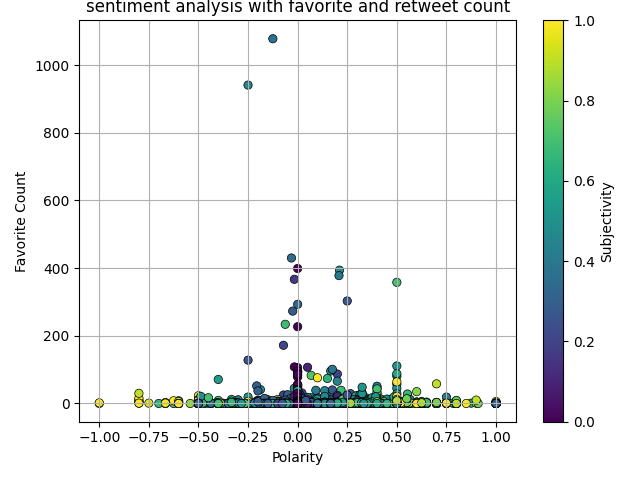 sentiment analysis with favorite and retweet count
Favorite Count
1000
800
600
400
200
0
−1.00 −0.75 −0.50 −0.25 0.00 0.25 0.50 0.75 1.00
Polarity
1.0
0.8
0.6
0.4
0.2
0.0
Subjectivity